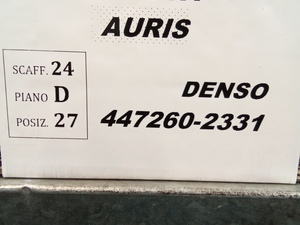 AURIS
SCAFF. 24
PIANO D
POSIZ. 27
DENSO
447260-2331